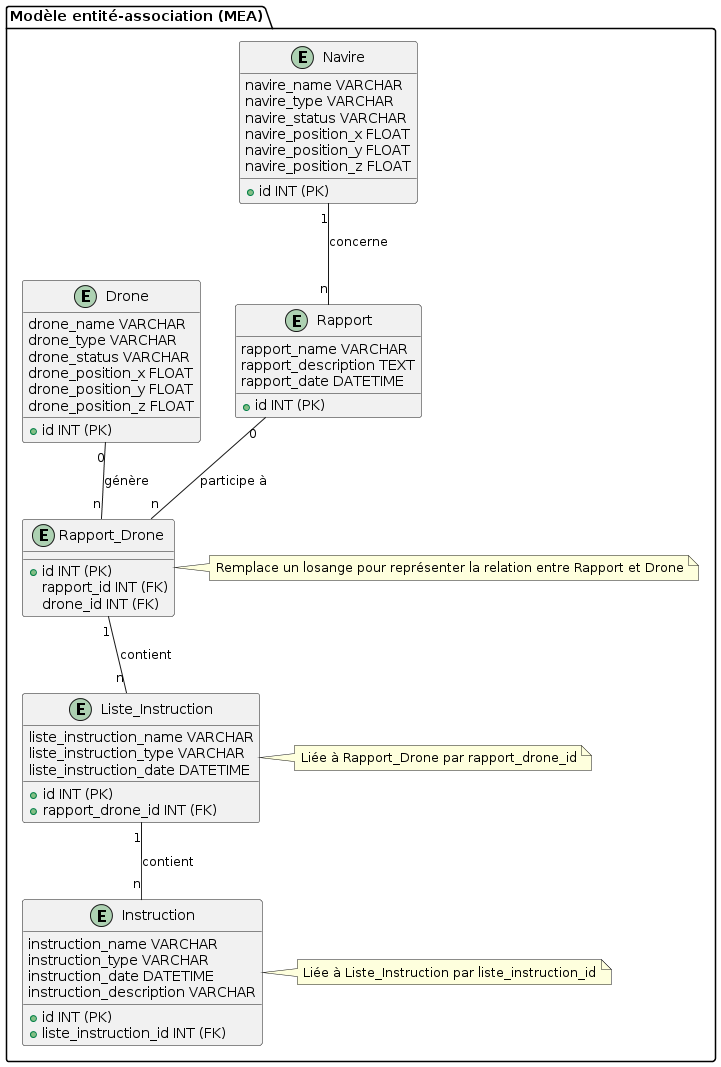 Modèle entité-association (MEA)
E Navire
navire_name VARCHAR
navire_type VARCHAR
navire_status VARCHAR
navire_position_x FLOAT
navire_position_y FLOAT
navire_position_z FLOAT
id INT (PK)
1
concerne
n
E Drone
drone_name VARCHAR
drone_type VARCHAR
drone_status VARCHAR
drone_position_x FLOAT
drone_position_y FLOAT
drone_position_z FLOAT
id INT (PK)
E Rapport
rapport_name VARCHAR
rapport_description TEXT
rapport_date DATETIME
id INT (PK)
0
génère
n
0
participe à
n
E Rapport_Drone
id INT (PK)
rapport_id INT (FK)
drone_id INT (FK)
Remplace un losange pour représenter la relation entre Rapport et Drone
1
contient
n
E Liste_Instruction
liste_instruction_name VARCHAR
liste_instruction_type VARCHAR
liste_instruction_date DATETIME
id INT (PK)
rapport_drone_id INT (FK)
Liée à Rapport_Drone par rapport_drone_id
1
contient
n
E Instruction
instruction_name VARCHAR
instruction_type VARCHAR
instruction_date DATETIME
instruction_description VARCHAR
id INT (PK)
liste_instruction_id INT (FK)
Liée à Liste_Instruction par liste_instruction_id